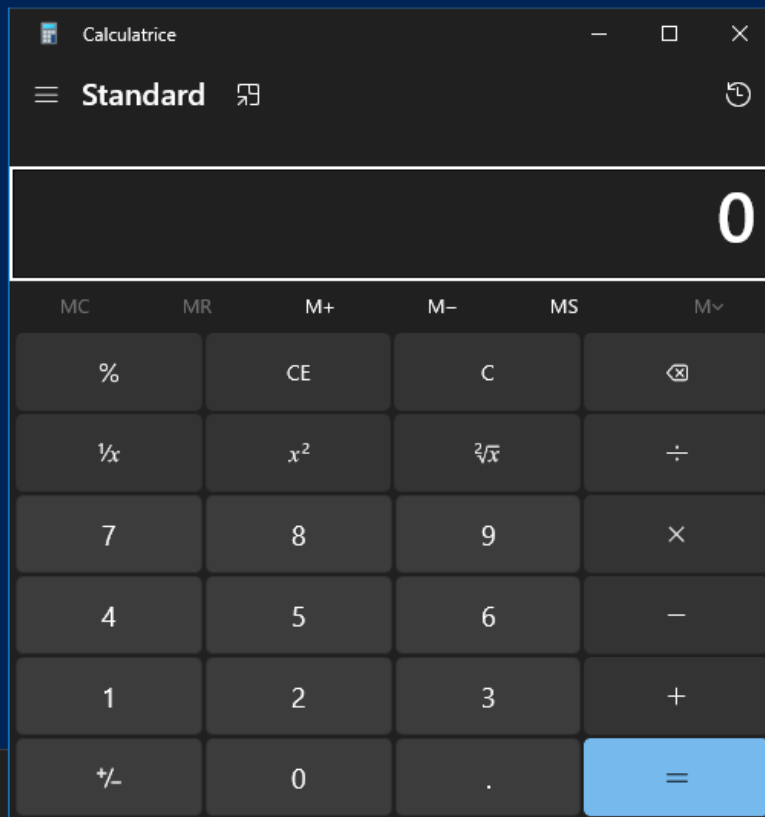 Calculatrice
Standard
0
MC MR M+ M− MS M
% CE C
¹/x x² ²√x ÷
7 8 9 ×
4 5 6 −
1 2 3 +
+/− 0 . =